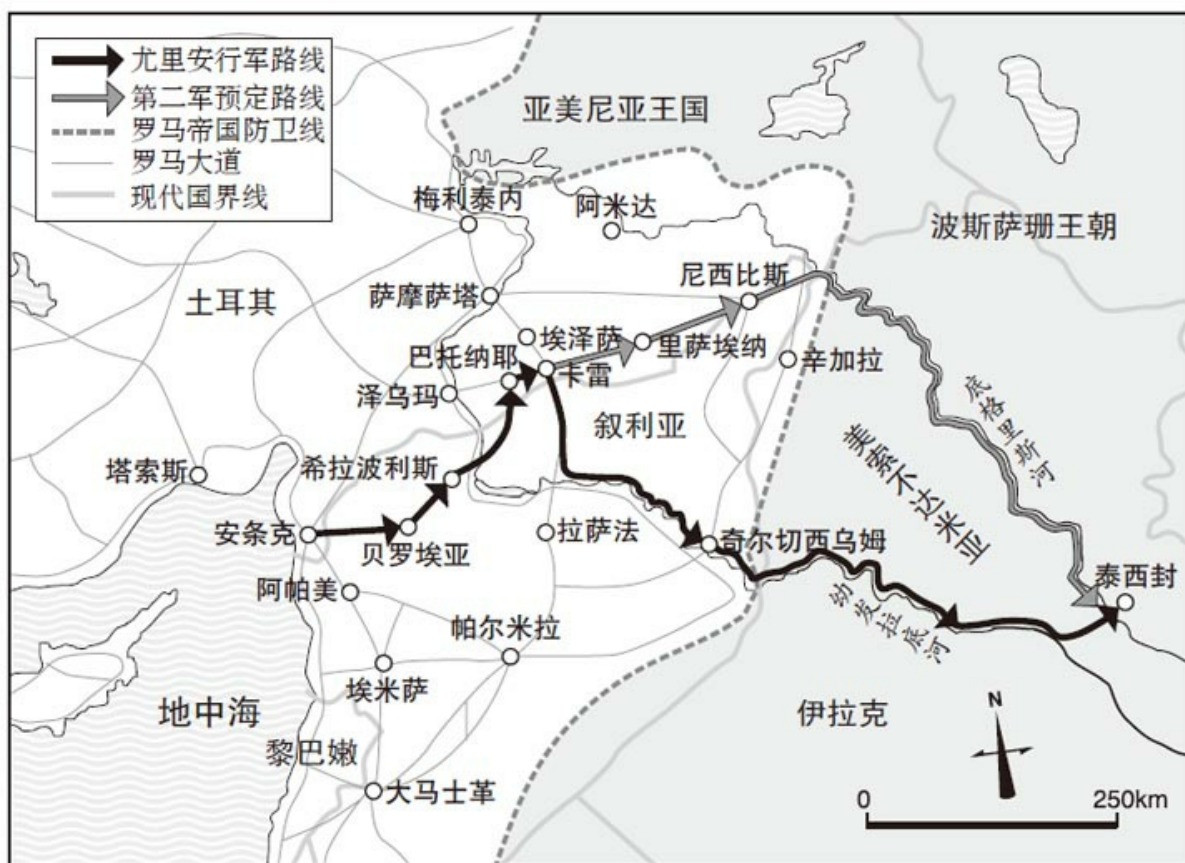 尤里安行军路线
第二军预定路线
罗马帝国防卫线
罗马大道
现代国界线
亚美尼亚王国
梅利泰内
阿米达
波斯萨珊王朝
土耳其
萨摩萨塔
尼西比斯
埃泽萨
里萨埃纳
巴托纳耶
卡雷
辛加拉
泽乌玛
叙利亚
底格里斯河
美索不达米亚
塔索斯
希拉波利斯
安条克
贝罗埃亚
拉萨法
奇尔切西乌姆
泰西封
阿帕美
幼发拉底河
帕尔米拉
埃米萨
地中海
伊拉克
N
黎巴嫩
大马士革
0
250km